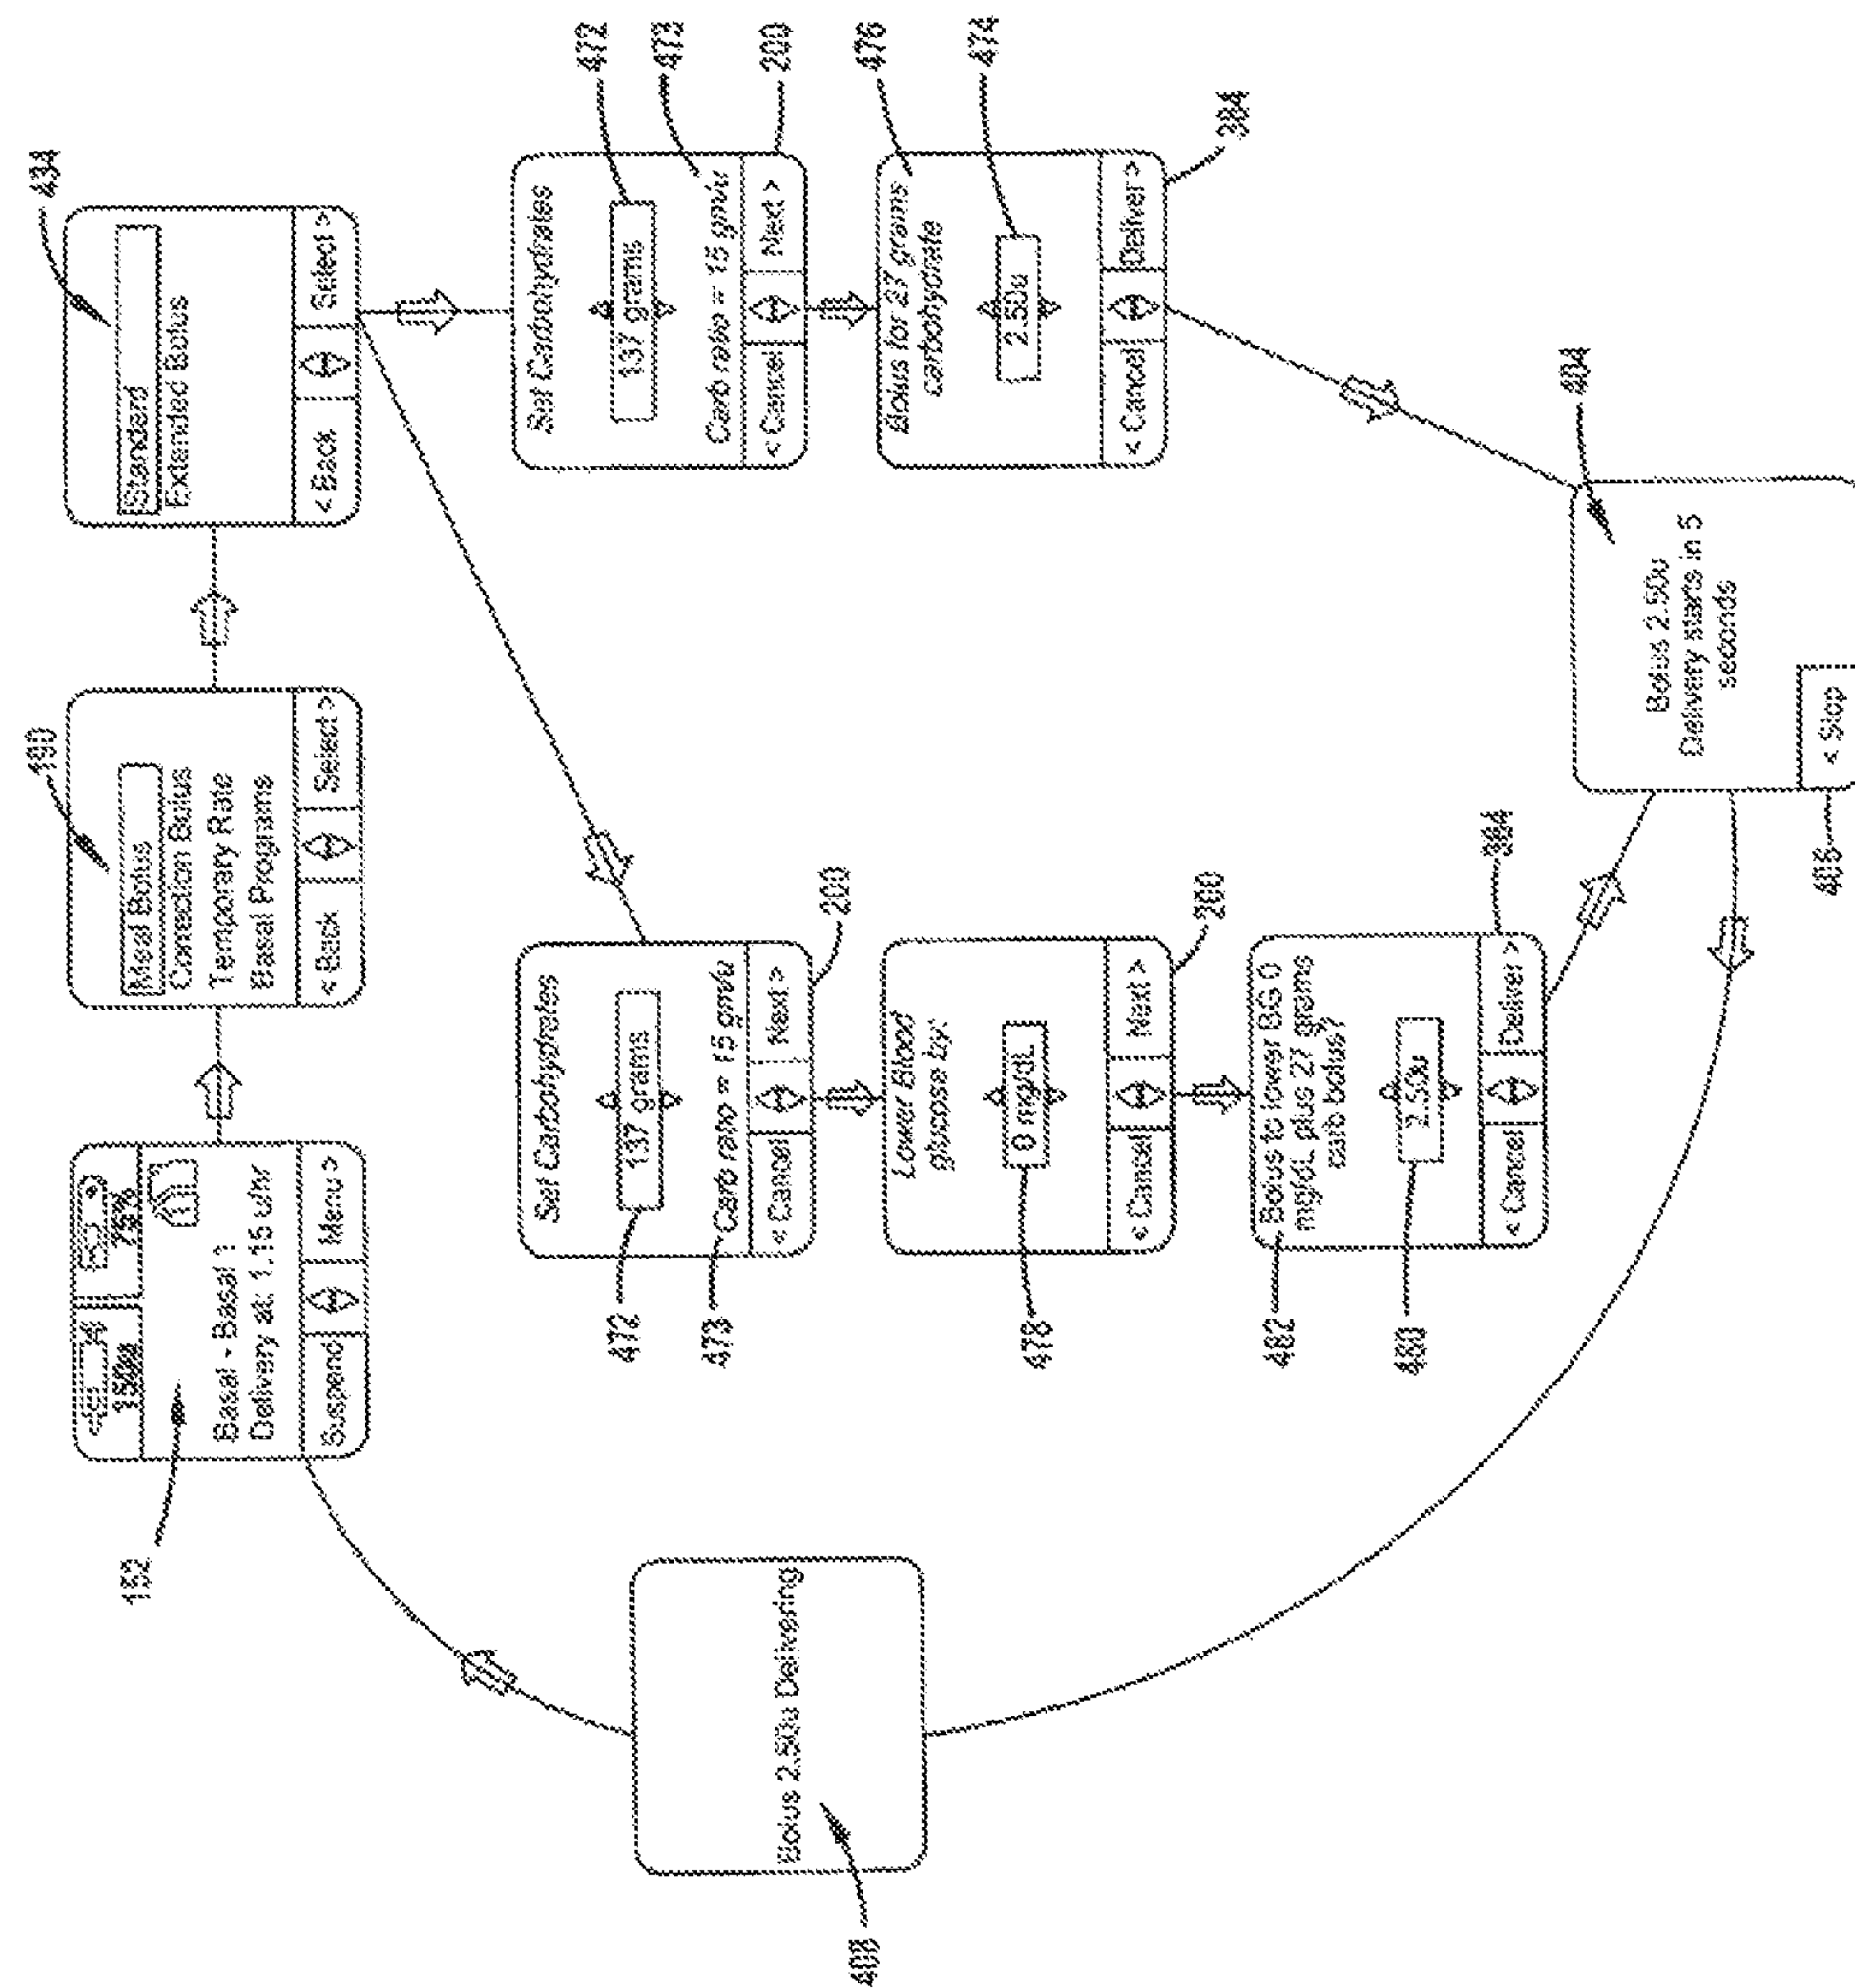 152
150u
75%
Basal - Basal 1
Delivery at: 1.15 u/hr
Suspend
Menu >
190
Meal Bolus
Correction Bolus
Temporary Rate
Basal Programs
< Back
Select >
434
Standard
Extended Bolus
< Back
Select >
Set Carbohydrates
137 grams
Carb ratio = 15 gm/u
< Cancel
Next >
472
473
200
Lower Blood
glucose by:
0 mg/dL
< Cancel
Next >
478
200
Bolus to lower BG 0
mg/dL plus 27 grams
carb bolus?
2.50u
< Cancel
Deliver >
482
480
384
Set Carbohydrates
137 grams
Carb ratio = 15 gm/u
< Cancel
Next >
472
473
200
Bolus for 27 grams
carbohydrate
2.50u
< Cancel
Deliver >
476
474
384
Bolus 2.50u Delivering
408
Bolus 2.50u
Delivery starts in 5
seconds
< Stop
404
406